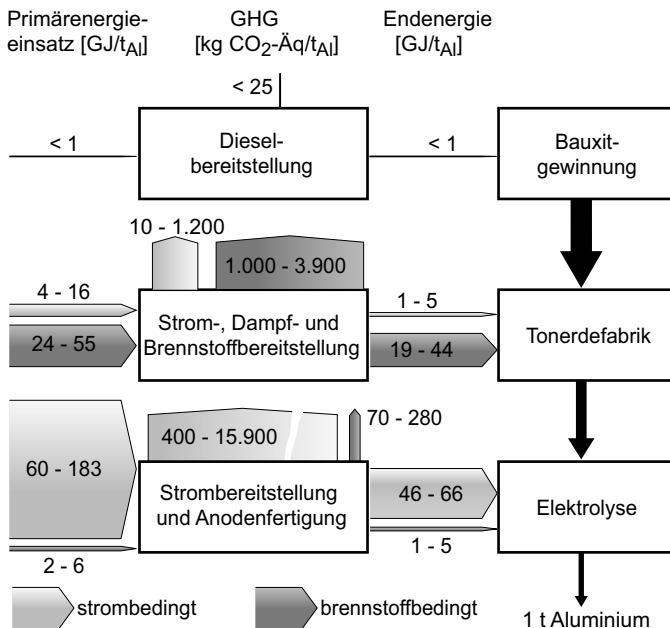 Primärenergie-
einsatz [GJ/tAl]
GHG
[kg CO2-Äq/tAl]
Endenergie
[GJ/tAl]
< 25
< 1
Diesel-
bereitstellung
< 1
Bauxit-
gewinnung
10 - 1.200
1.000 - 3.900
4 - 16
24 - 55
Strom-, Dampf- und
Brennstoffbereitstellung
1 - 5
19 - 44
Tonerdefabrik
400 - 15.900
70 - 280
60 - 183
2 - 6
Strombereitstellung
und Anodenfertigung
46 - 66
1 - 5
Elektrolyse
strombedingt
brennstoffbedingt
1 t Aluminium